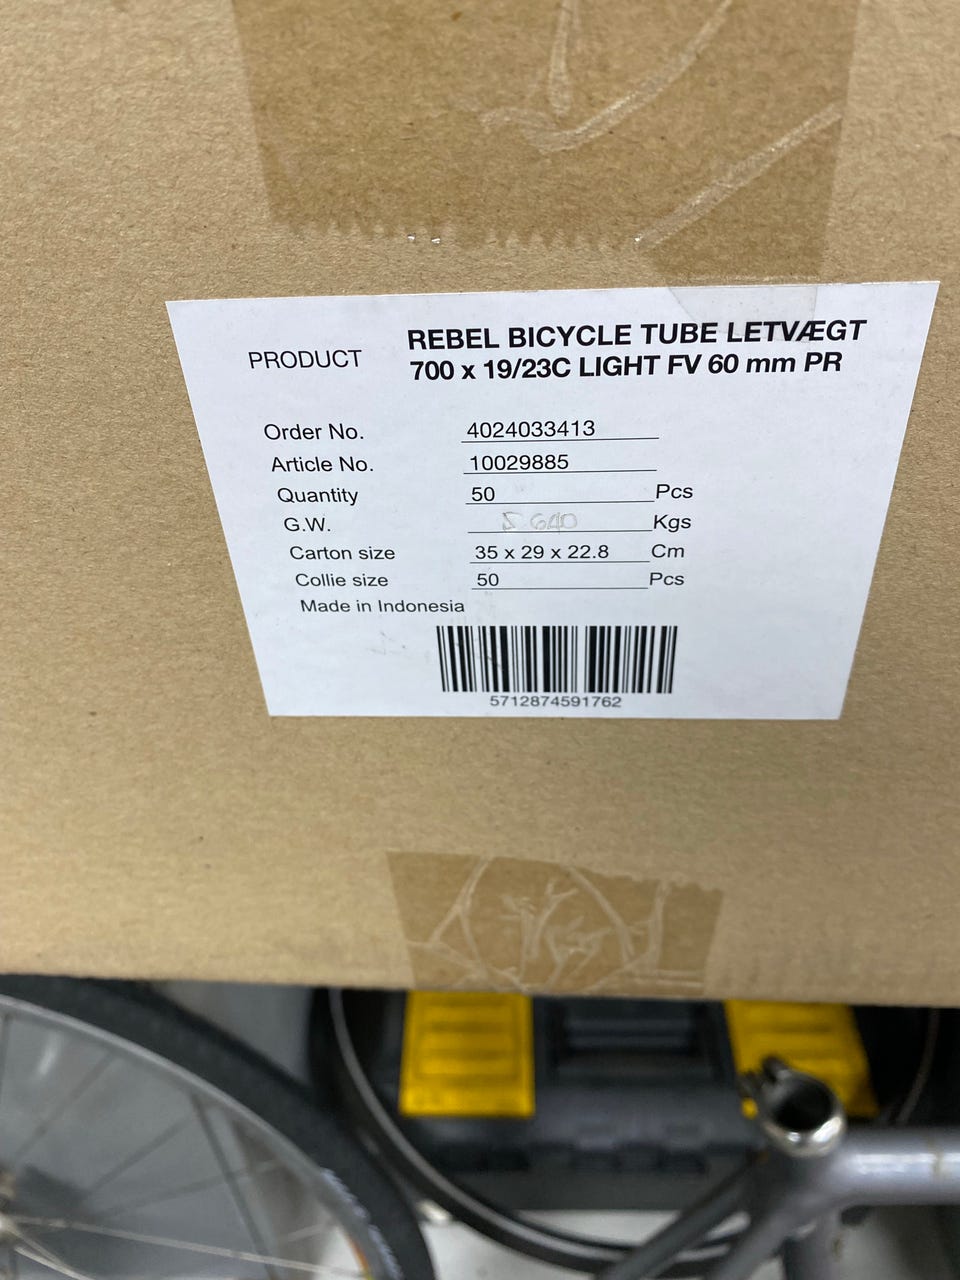 PRODUCT REBEL BICYCLE TUBE LETVÆGT
700 x 19/23C LIGHT FV 60 mm PR
Order No. 4024033413
Article No. 10029885
Quantity 50 Pcs
G.W. 5 640 Kgs
Carton size 35 x 29 x 22.8 Cm
Collie size 50 Pcs
Made in Indonesia
5712874591762